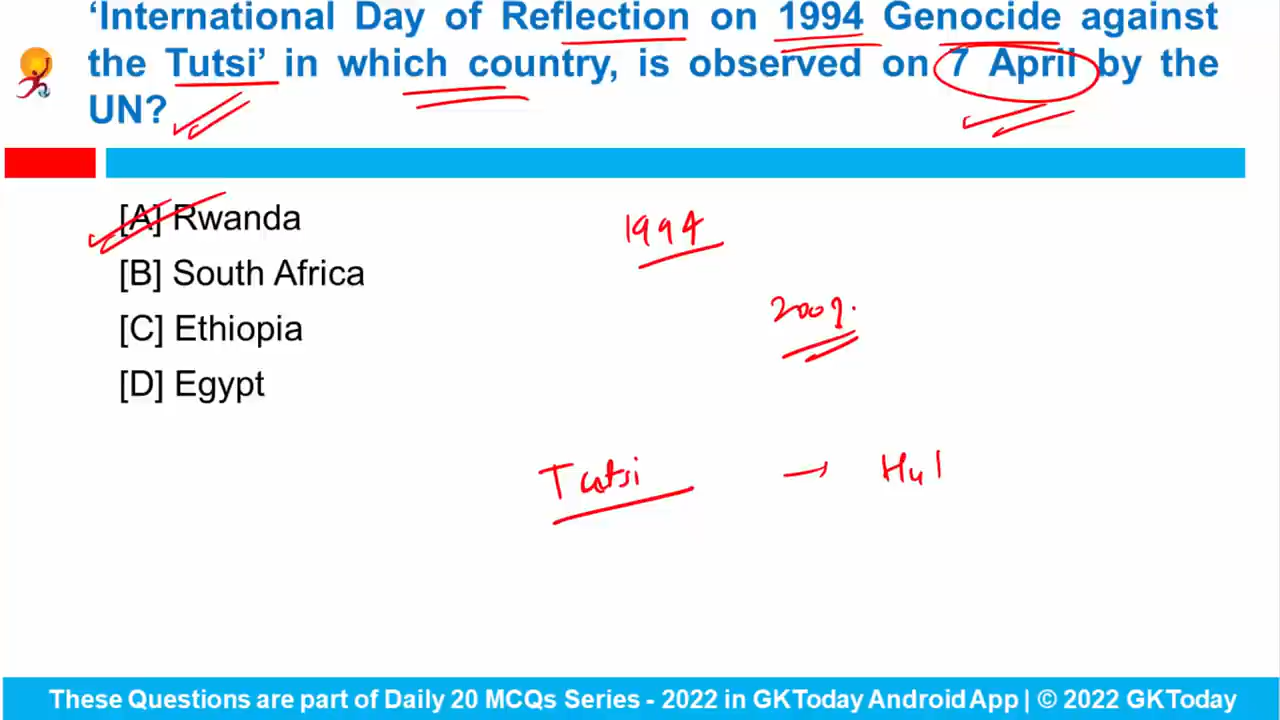 ‘International Day of Reflection on 1994 Genocide against
the Tutsi’ in which country, is observed on 7 April by the
UN?
[A] Rwanda
[B] South Africa
[C] Ethiopia
[D] Egypt
1994
Tutsi → Hut
These Questions are part of Daily 20 MCQs Series - 2022 in GKToday Android App | © 2022 GKToday